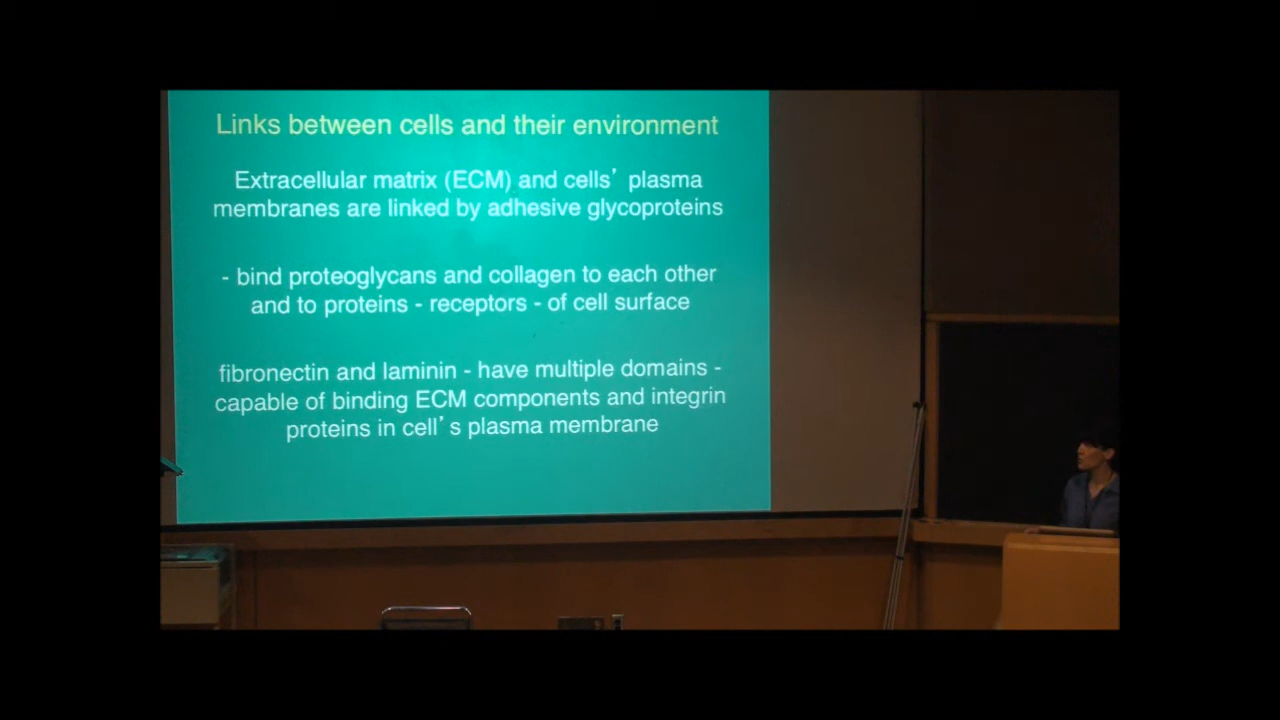 Links between cells and their environment
Extracellular matrix (ECM) and cells’ plasma
membranes are linked by adhesive glycoproteins
- bind proteoglycans and collagen to each other
and to proteins - receptors - of cell surface
fibronectin and laminin - have multiple domains -
capable of binding ECM components and integrin
proteins in cell’s plasma membrane